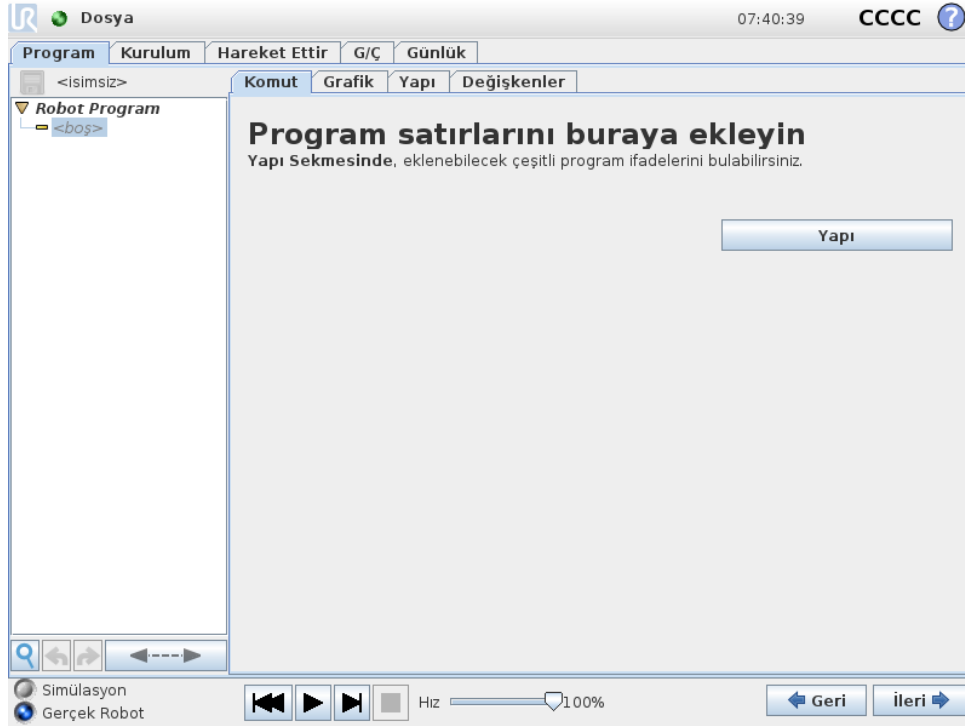 UR Dosya 07:40:39 CCCC ?
Program Kurulum Hareket Ettir G/Ç Günlük
<isimsiz> Komut Grafik Yapı Değişkenler
Robot Program
<boş>
Program satırlarını buraya ekleyin
Yapı Sekmesinde, eklenebilecek çeşitli program ifadelerini bulabilirsiniz.
Yapı
Simülasyon
Gerçek Robot
Hız 100% Geri İleri